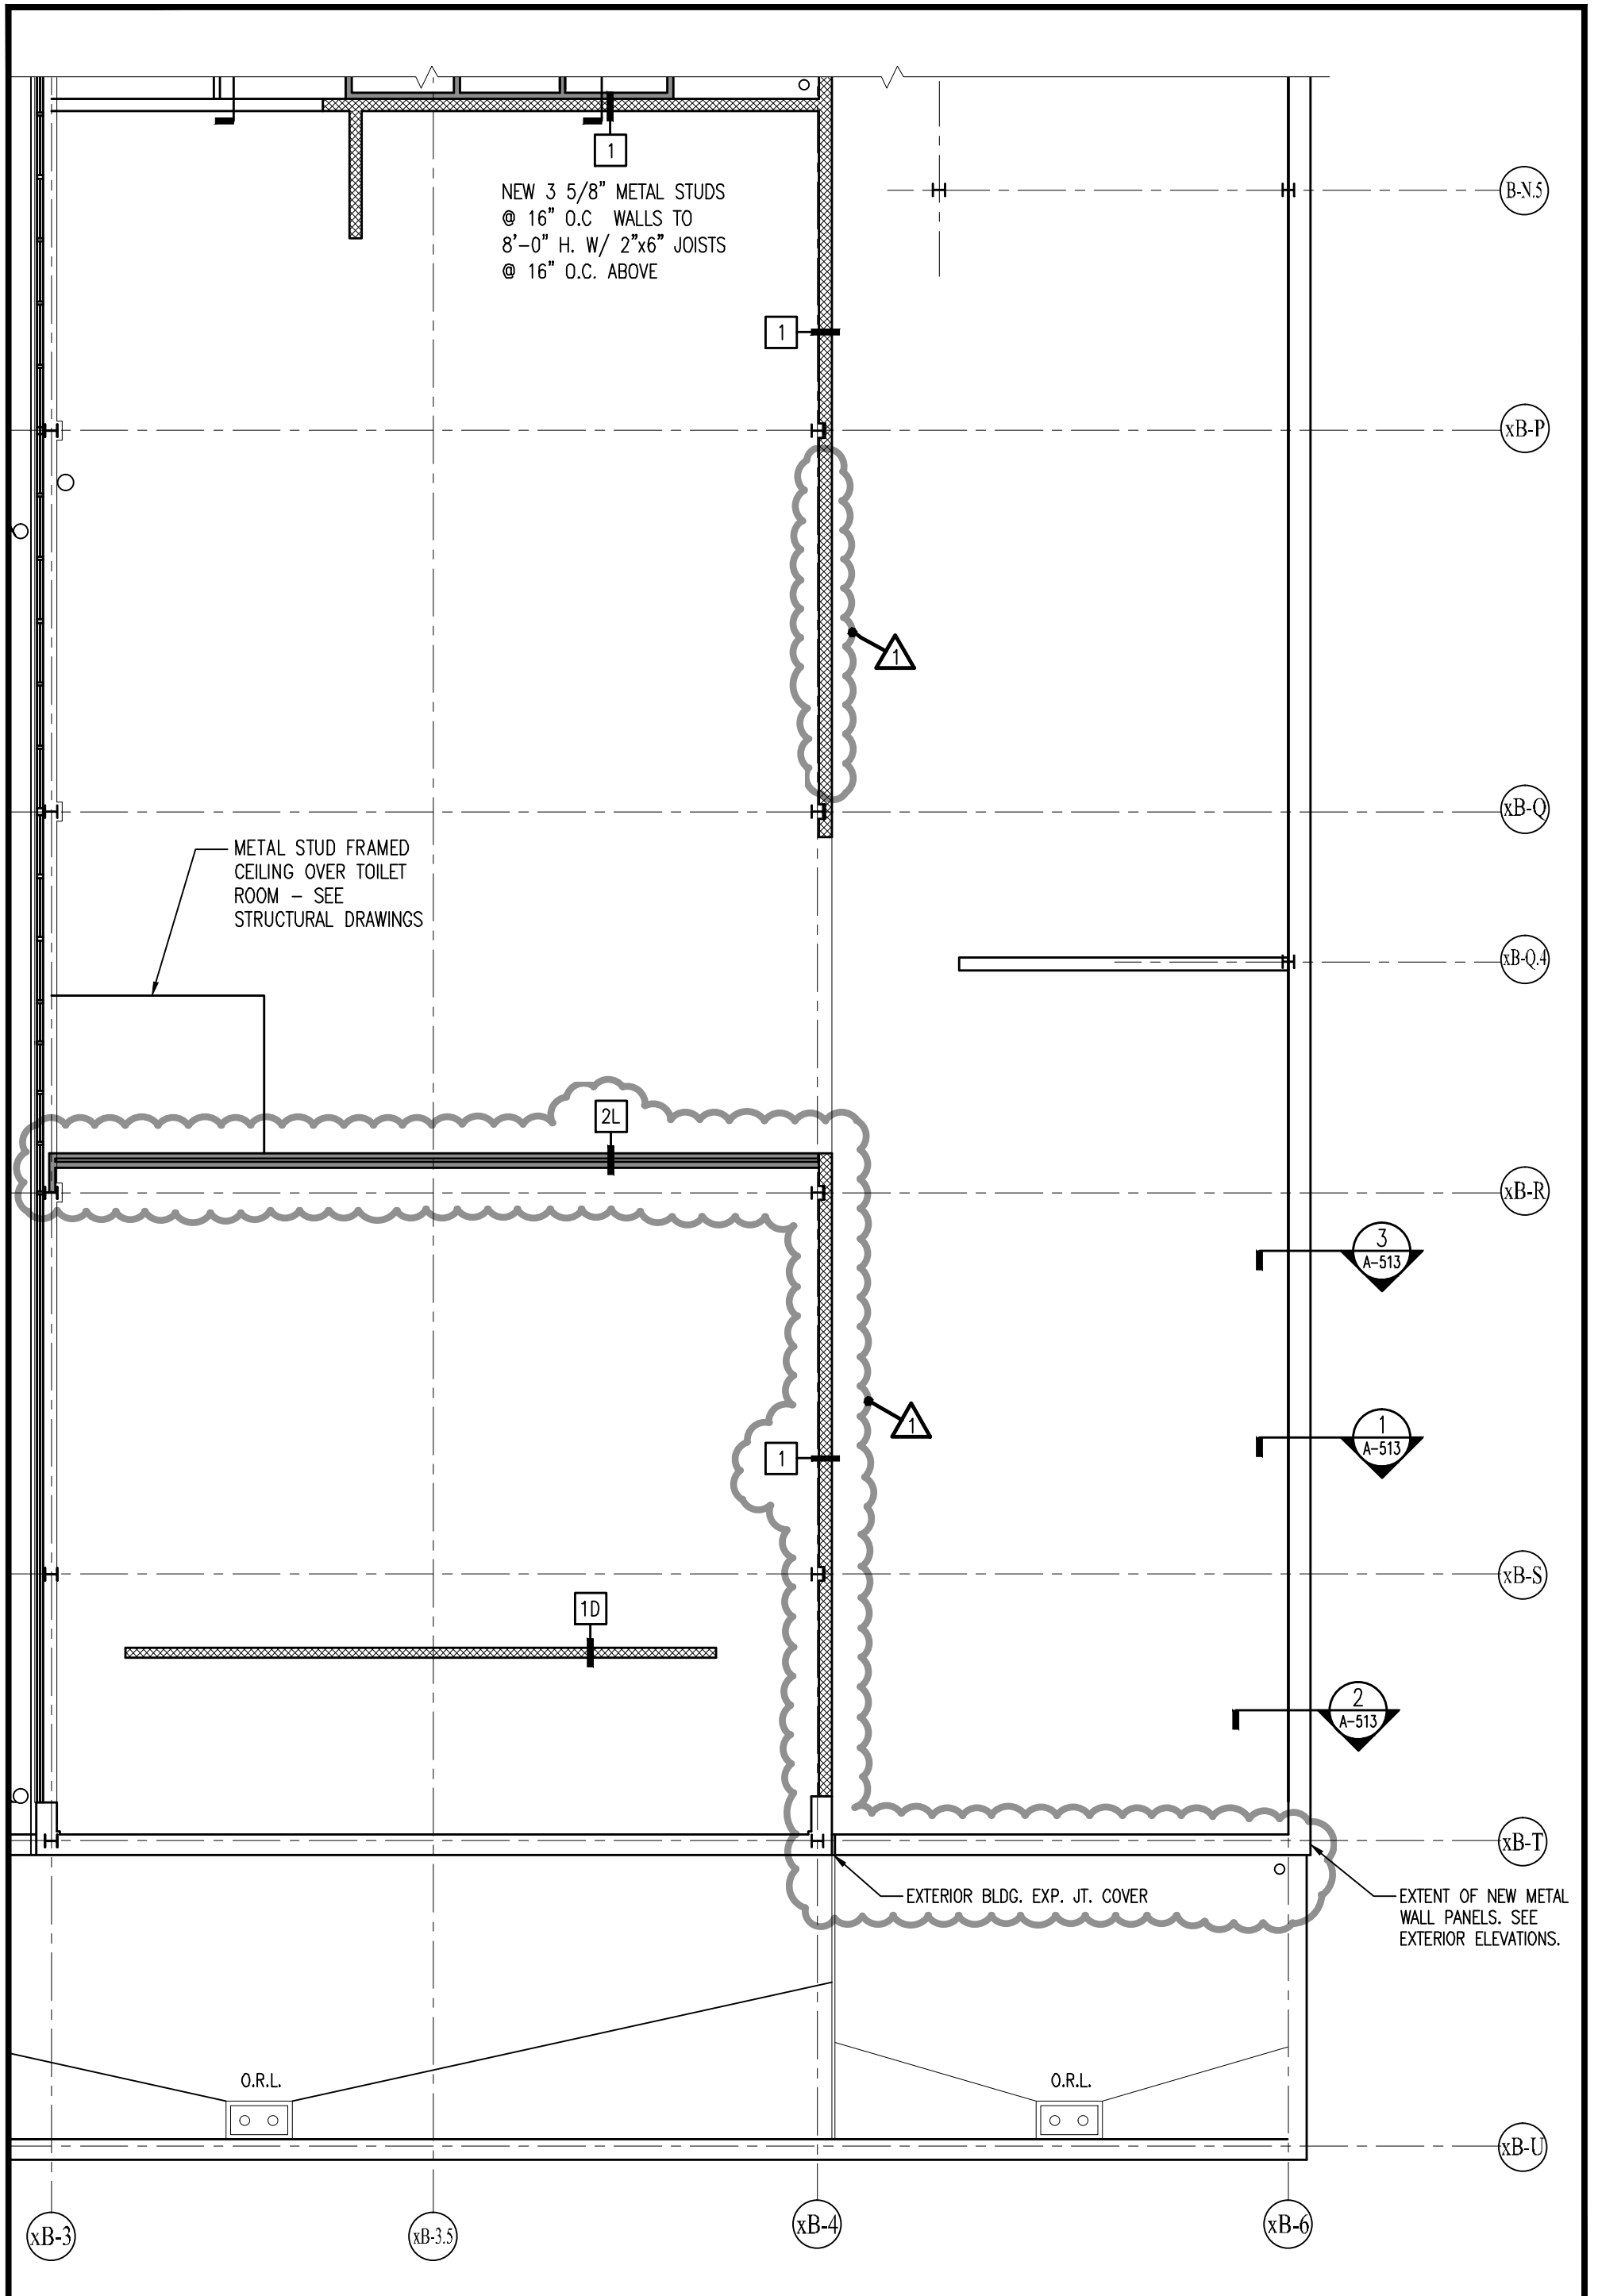 1
NEW 3 5/8" METAL STUDS
@ 16" O.C WALLS TO
8'-0" H. W/ 2"x6" JOISTS
@ 16" O.C. ABOVE
B-N.5
1
xB-P
1
xB-Q
METAL STUD FRAMED
CEILING OVER TOILET
ROOM - SEE
STRUCTURAL DRAWINGS
xB-Q.4
2L
xB-R
3
A-513
1
1
A-513
1
xB-S
1D
2
A-513
xB-T
EXTERIOR BLDG. EXP. JT. COVER
EXTENT OF NEW METAL
WALL PANELS. SEE
EXTERIOR ELEVATIONS.
O.R.L.
O.R.L.
xB-U
xB-3
xB-3.5
xB-4
xB-6